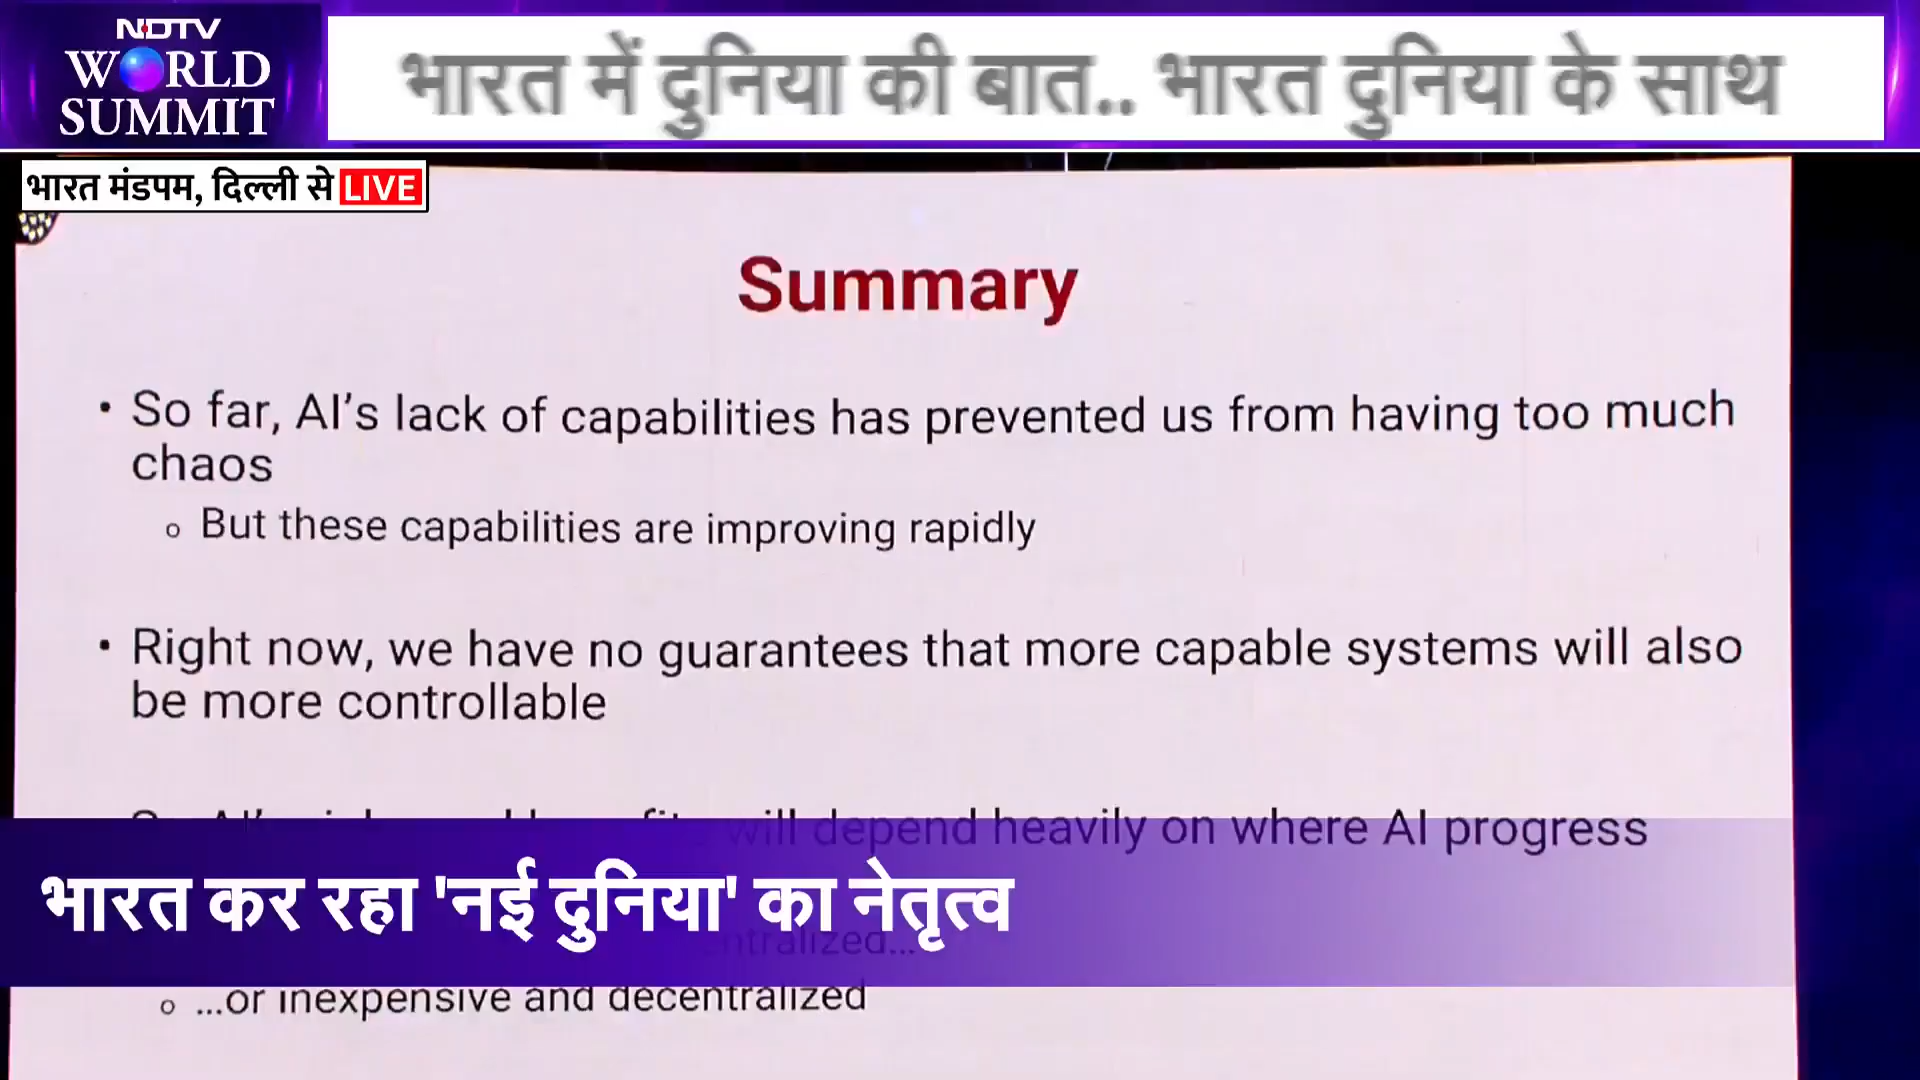 NDTV
WORLD
SUMMIT
भारत में दुनिया की बात.. भारत दुनिया के साथ
भारत मंडपम, दिल्ली से LIVE
Summary
• So far, AI's lack of capabilities has prevented us from having too much
chaos
o But these capabilities are improving rapidly
• Right now, we have no guarantees that more capable systems will also
be more controllable
will depend heavily on where AI progress
भारत कर रहा 'नई दुनिया' का नेतृत्व
o ...or inexpensive and decentralized